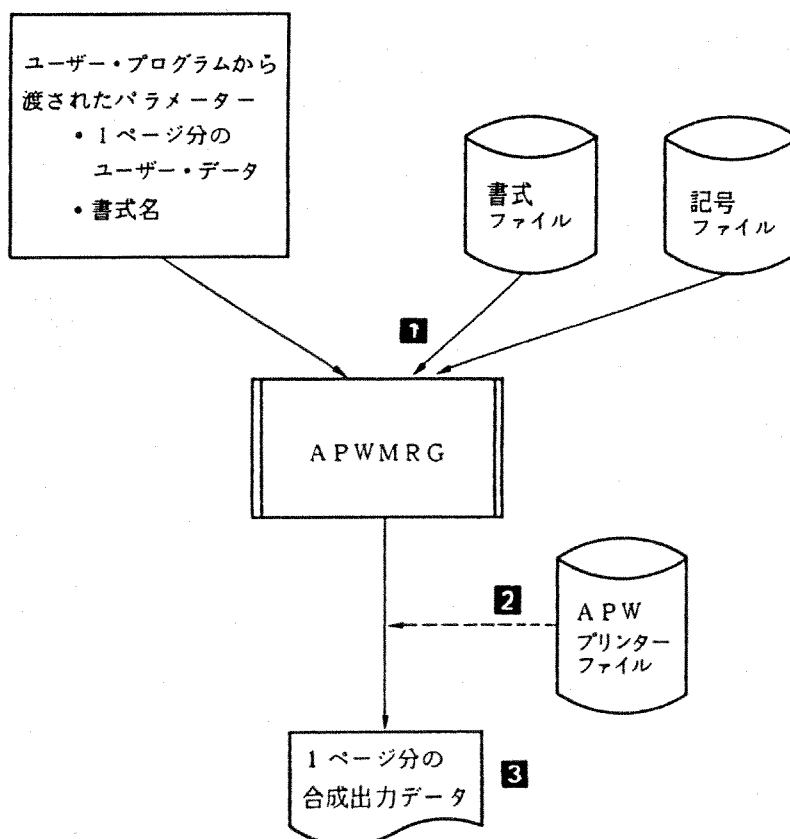 ユーザー・プログラムから
渡されたパラメーター
・1ページ分の
ユーザー・データ
・書式名
書式
ファイル
記号
ファイル
1
APWMRG
2
APW
プリンター
ファイル
1ページ分の
合成出力データ
3